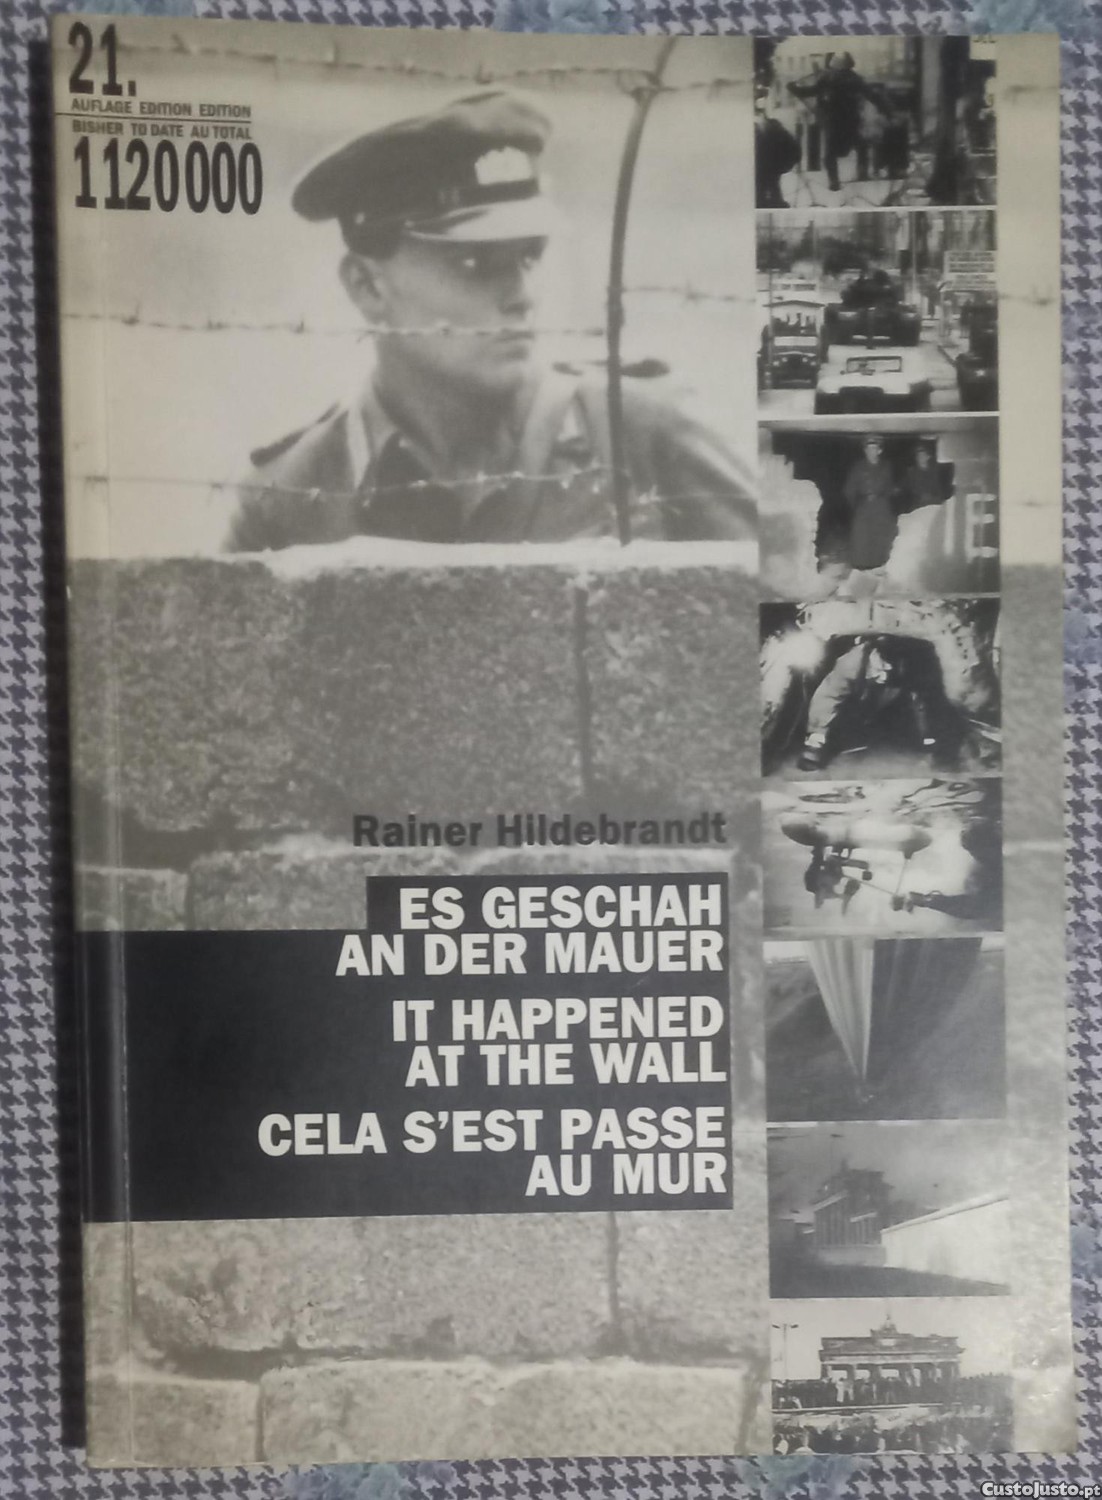 21.
AUFLAGE EDITION EDITION
BISHER TO DATE AU TOTAL
1120000
IE
Rainer Hildebrandt
ES GESCHAH
AN DER MAUER
IT HAPPENED
AT THE WALL
CELA S'EST PASSE
AU MUR
CustoJusto.pt